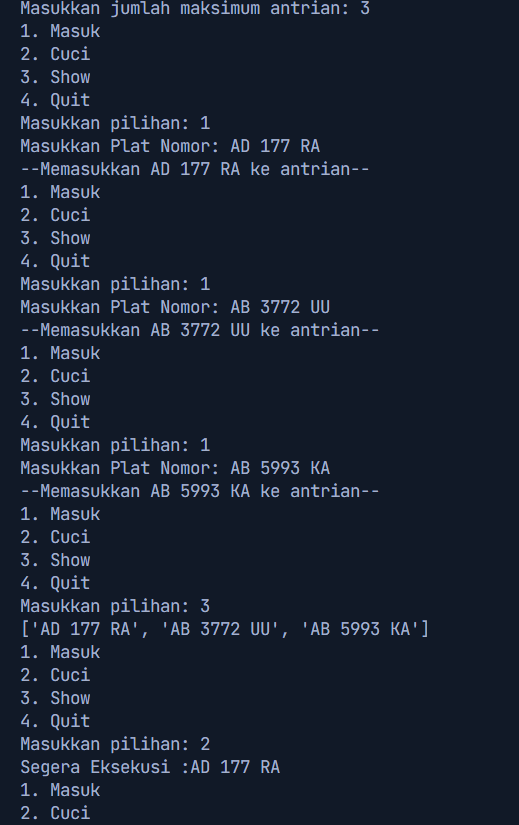 Masukkan jumlah maksimum antrian: 3
1. Masuk
2. Cuci
3. Show
4. Quit
Masukkan pilihan: 1
Masukkan Plat Nomor: AD 177 RA
--Memasukkan AD 177 RA ke antrian--
1. Masuk
2. Cuci
3. Show
4. Quit
Masukkan pilihan: 1
Masukkan Plat Nomor: AB 3772 UU
--Memasukkan AB 3772 UU ke antrian--
1. Masuk
2. Cuci
3. Show
4. Quit
Masukkan pilihan: 1
Masukkan Plat Nomor: AB 5993 KA
--Memasukkan AB 5993 KA ke antrian--
1. Masuk
2. Cuci
3. Show
4. Quit
Masukkan pilihan: 3
['AD 177 RA', 'AB 3772 UU', 'AB 5993 KA']
1. Masuk
2. Cuci
3. Show
4. Quit
Masukkan pilihan: 2
Segera Eksekusi :AD 177 RA
1. Masuk
2. Cuci